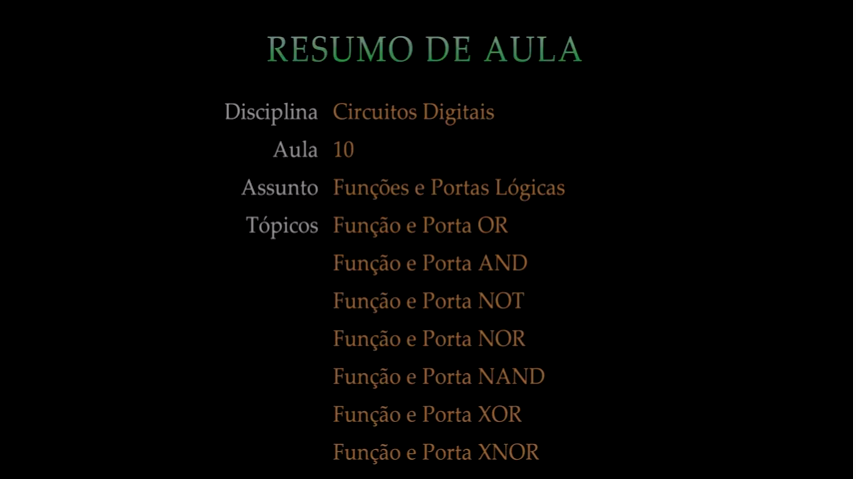 RESUMO DE AULA
Disciplina Circuitos Digitais
Aula 10
Assunto Funções e Portas Lógicas
Tópicos Função e Porta OR
Função e Porta AND
Função e Porta NOT
Função e Porta NOR
Função e Porta NAND
Função e Porta XOR
Função e Porta XNOR